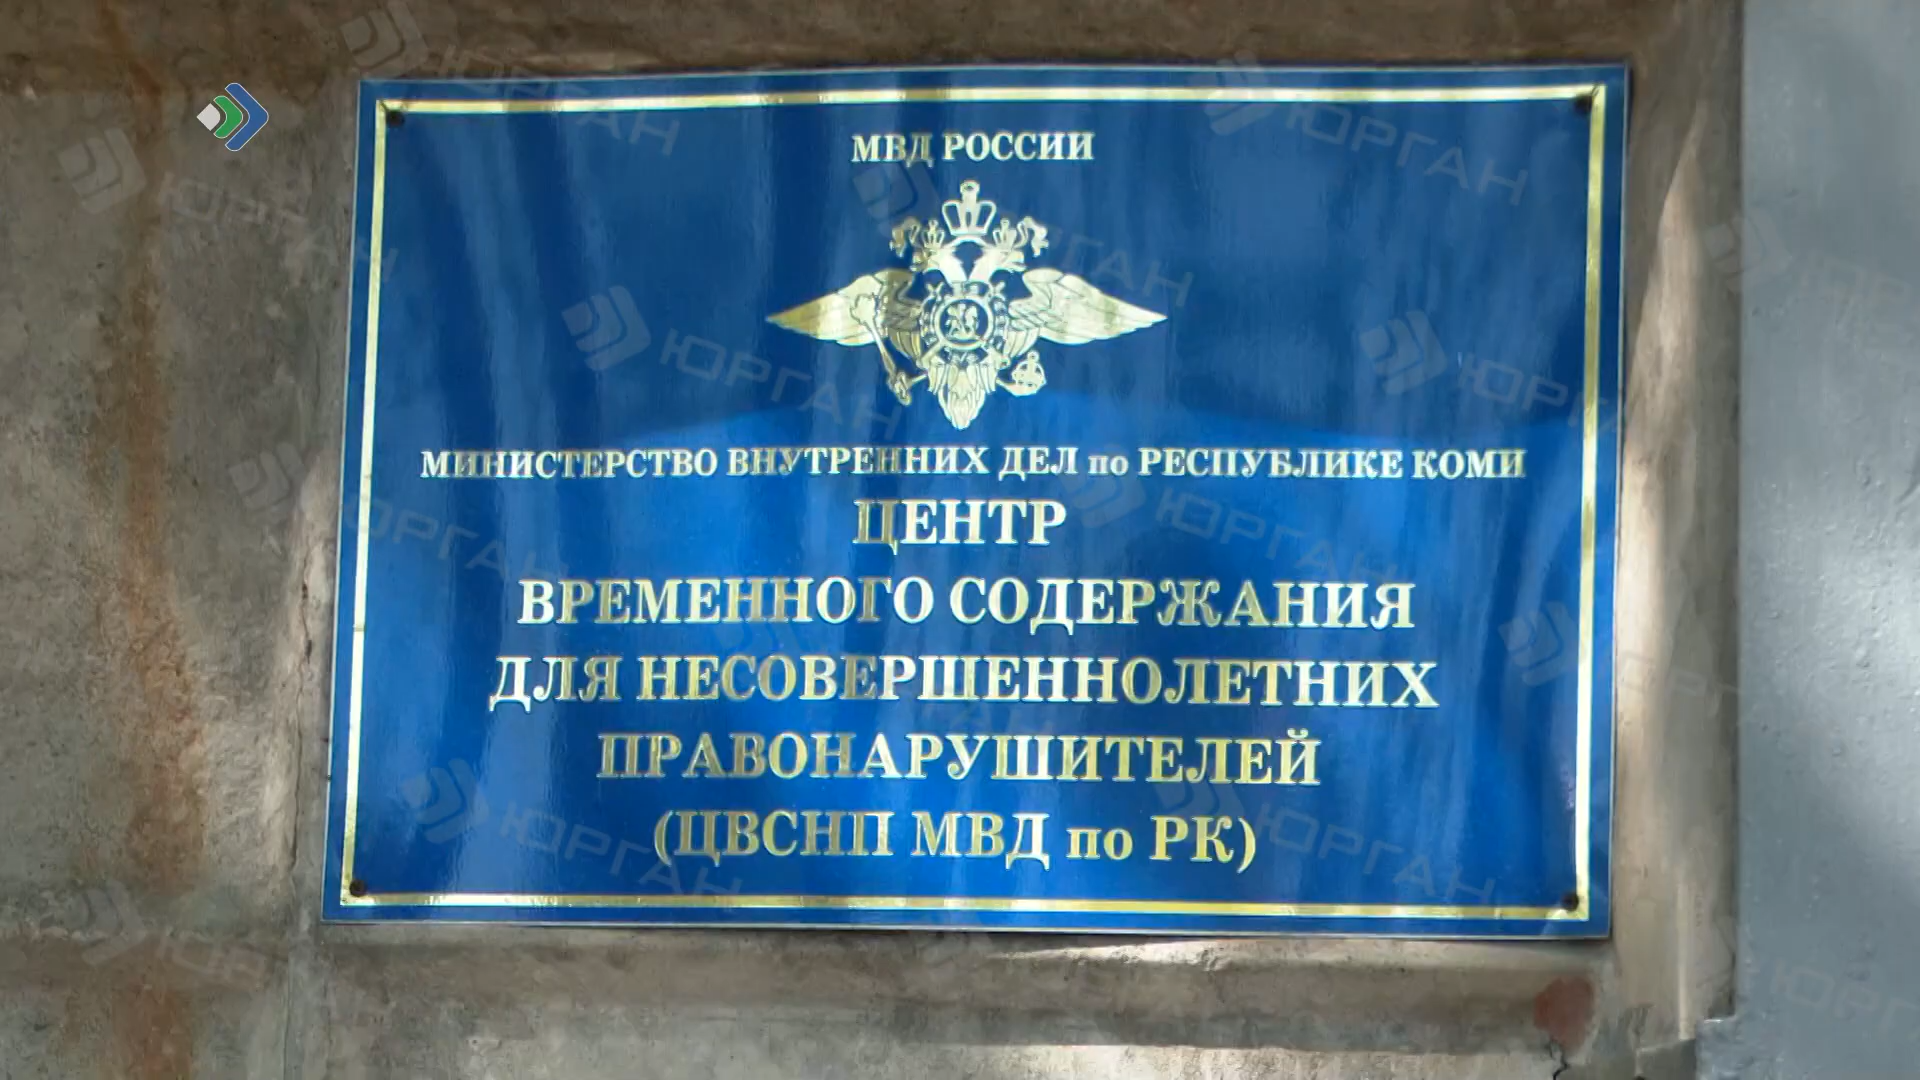 МВД РОССИИ
МИНИСТЕРСТВО ВНУТРЕННИХ ДЕЛ по РЕСПУБЛИКЕ КОМИ
ЦЕНТР
ВРЕМЕННОГО СОДЕРЖАНИЯ
ДЛЯ НЕСОВЕРШЕННОЛЕТНИХ
ПРАВОНАРУШИТЕЛЕЙ
(ЦВСНП МВД по РК)
ЮРГАН